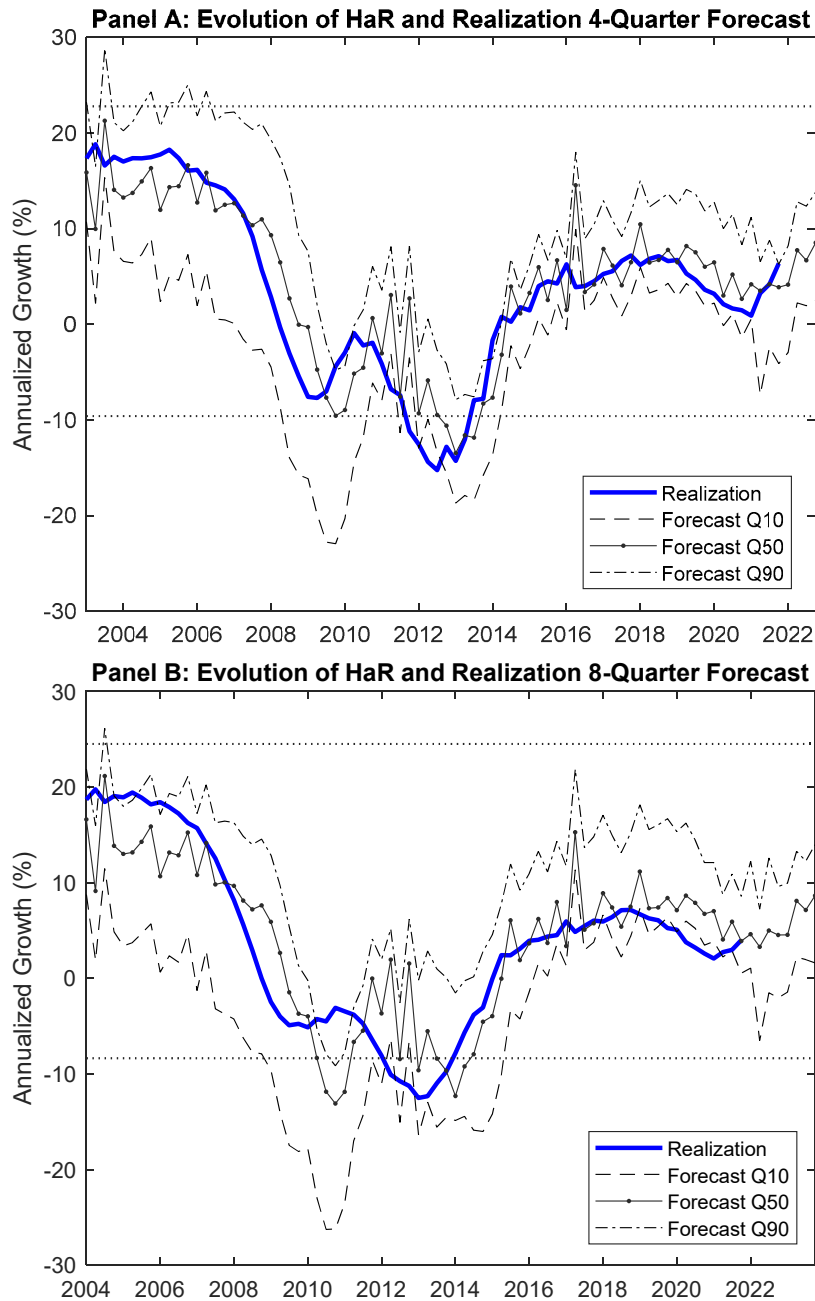 Panel A: Evolution of HaR and Realization 4-Quarter Forecast
30
20
10
0
-10
-20
-30
Annualized Growth (%)
Realization
Forecast Q10
Forecast Q50
Forecast Q90
2004 2006 2008 2010 2012 2014 2016 2018 2020 2022
Panel B: Evolution of HaR and Realization 8-Quarter Forecast
30
20
10
0
-10
-20
-30
Annualized Growth (%)
Realization
Forecast Q10
Forecast Q50
Forecast Q90
2004 2006 2008 2010 2012 2014 2016 2018 2020 2022